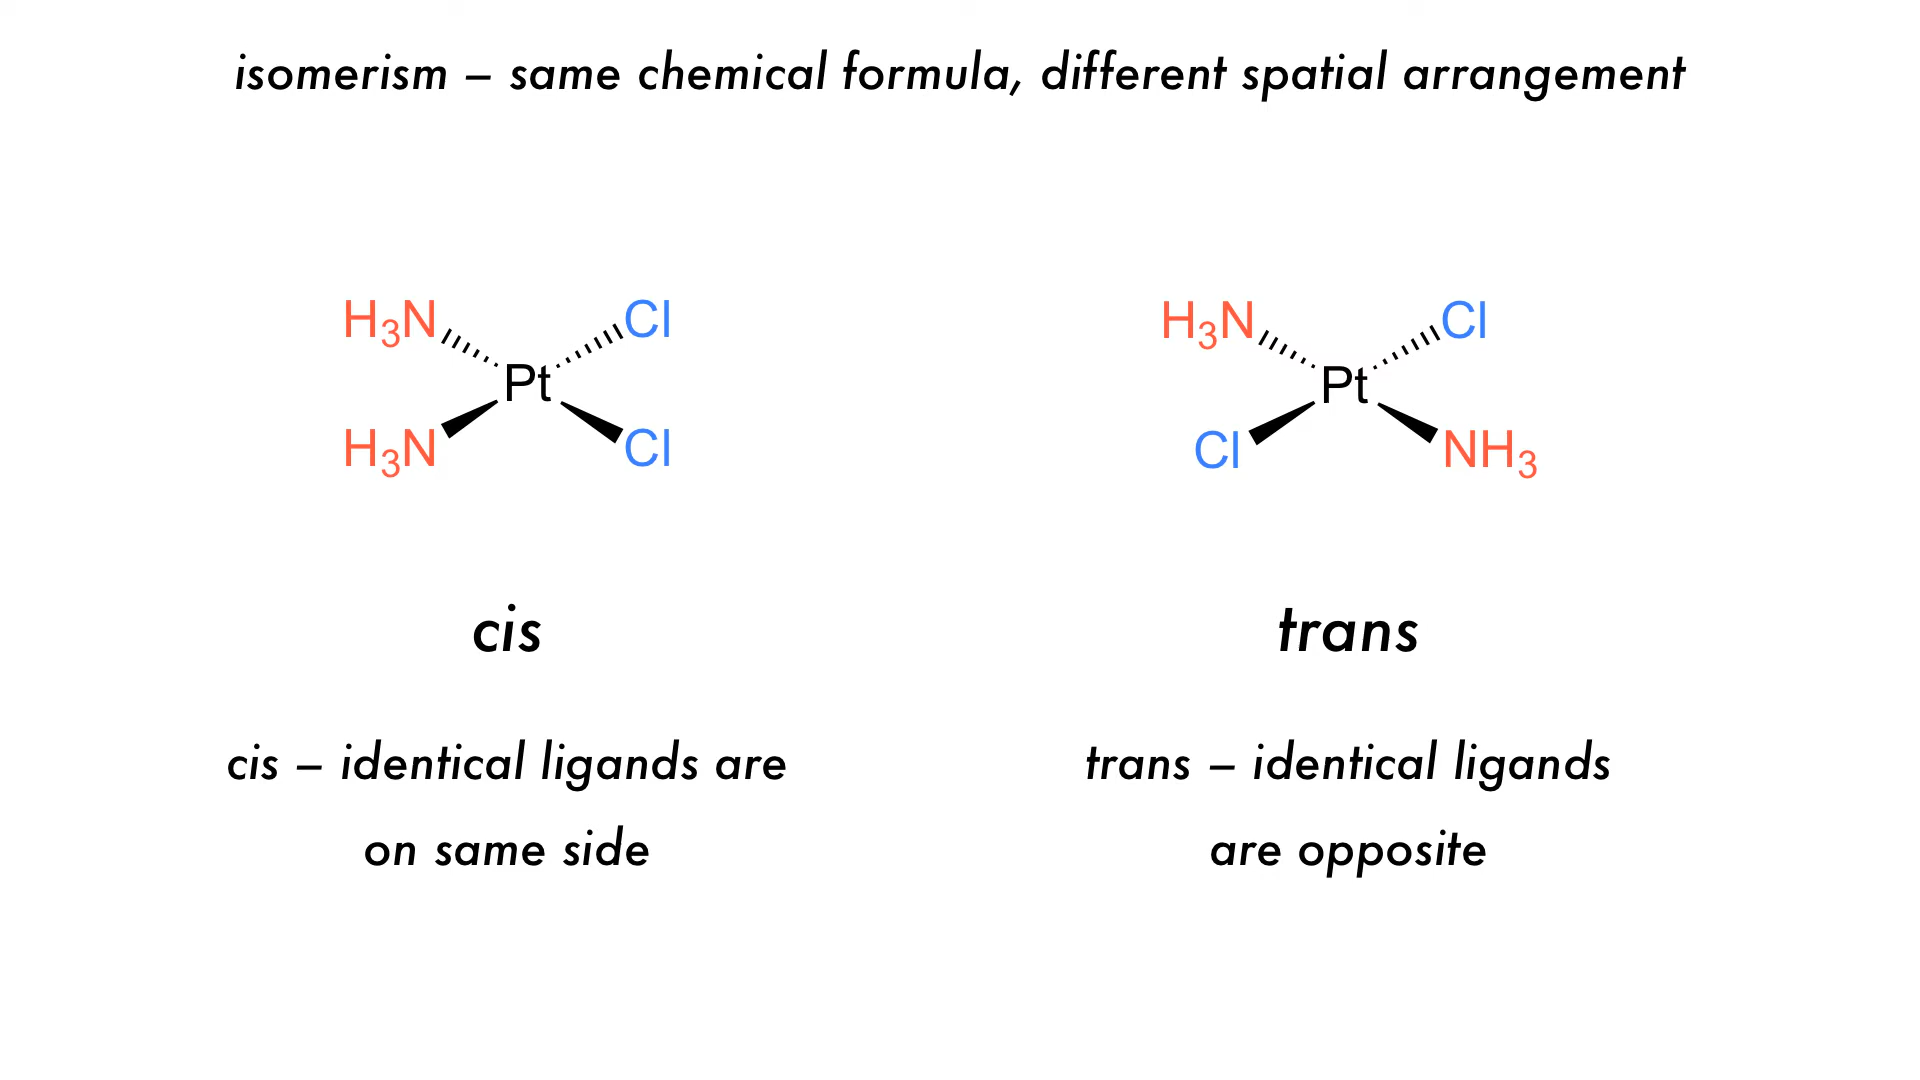 isomerism – same chemical formula, different spatial arrangement
H₃N Cl
Pt
H₃N Cl
H₃N Cl
Pt
Cl NH₃
cis
trans
cis – identical ligands are
on same side
trans – identical ligands
are opposite